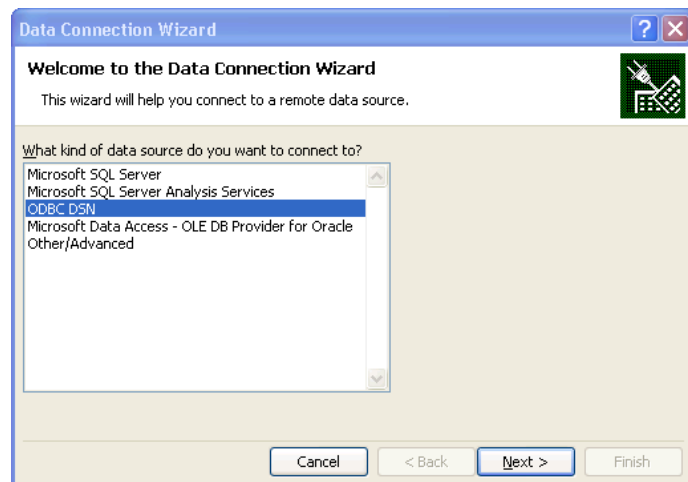 Data Connection Wizard
Welcome to the Data Connection Wizard
This wizard will help you connect to a remote data source.
What kind of data source do you want to connect to?
Microsoft SQL Server
Microsoft SQL Server Analysis Services
ODBC DSN
Microsoft Data Access - OLE DB Provider for Oracle
Other/Advanced
Cancel < Back Next > Finish